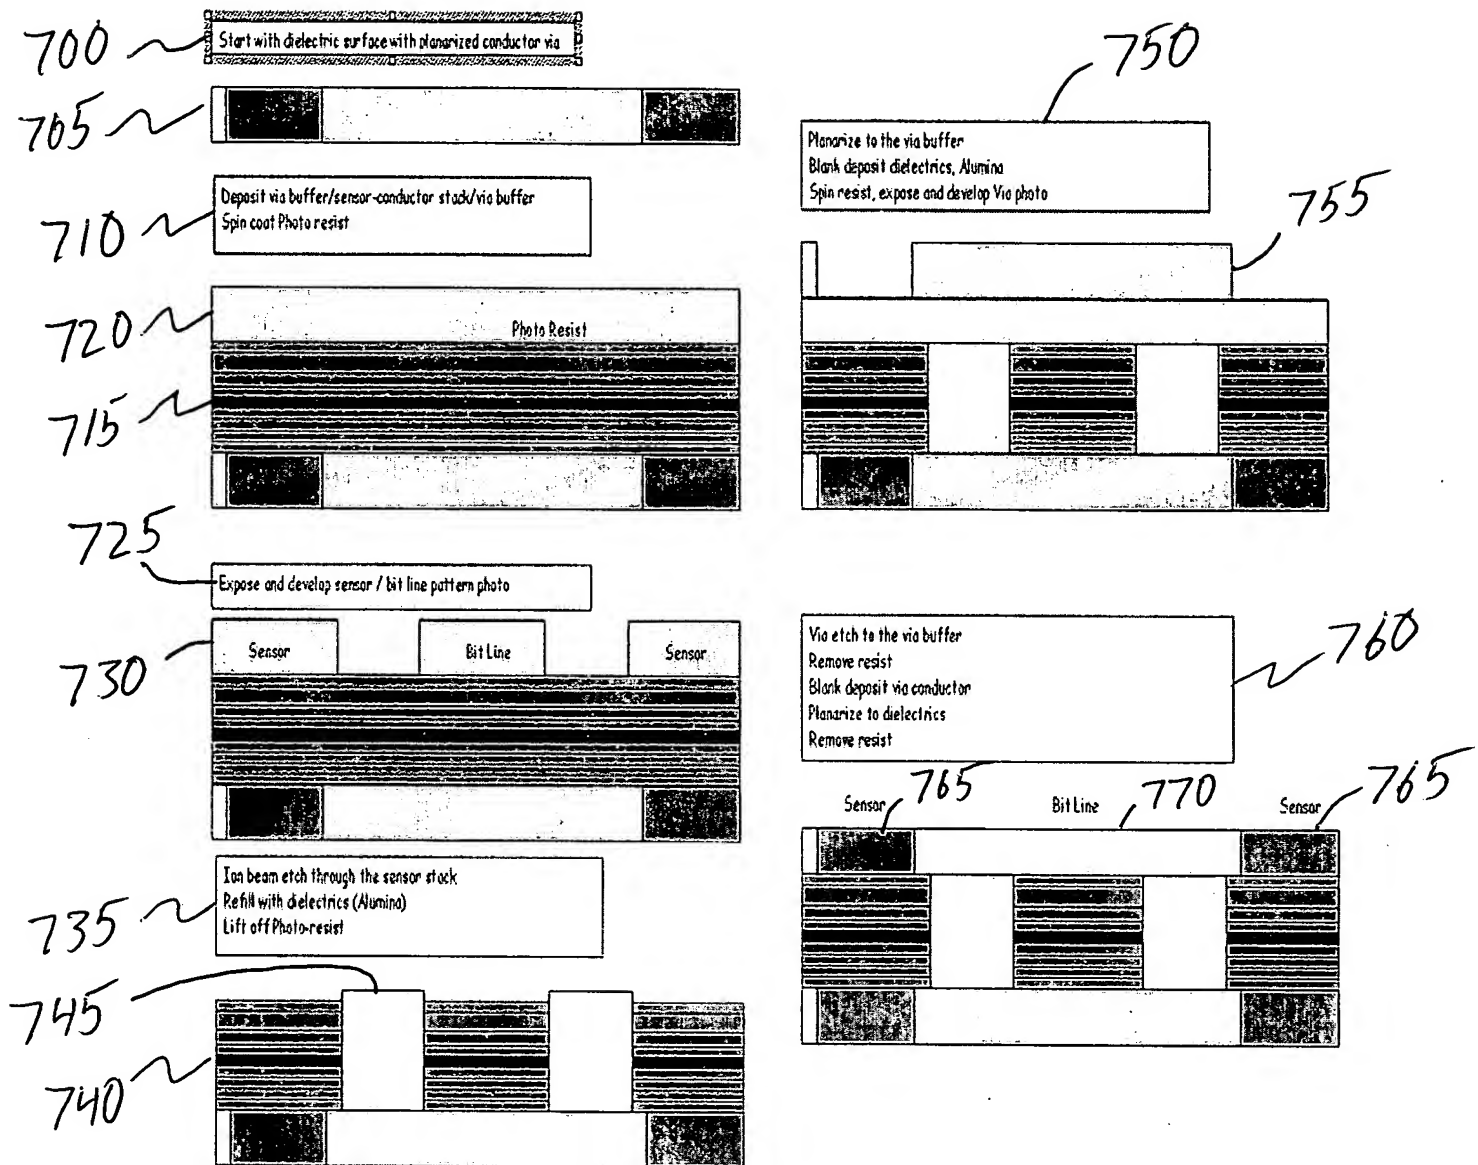 700
Start with dielectric surface with planarized conductor via
705
710
Deposit via buffer/sensor-conductor stack/via buffer
Spin coat Photo resist
720
Photo Resist
715
725
Expose and develop sensor / bit line pattern photo
730
Sensor
Bit Line
Sensor
735
Ion beam etch through the sensor stack
Refill with dielectrics (Alumina)
Lift off Photo-resist
745
740
750
Planarize to the via buffer
Blank deposit dielectrics, Alumina
Spin resist, expose and develop Via photo
755
760
Via etch to the via buffer
Remove resist
Blank deposit via conductor
Planarize to dielectrics
Remove resist
Sensor
765
Bit Line
770
Sensor
765